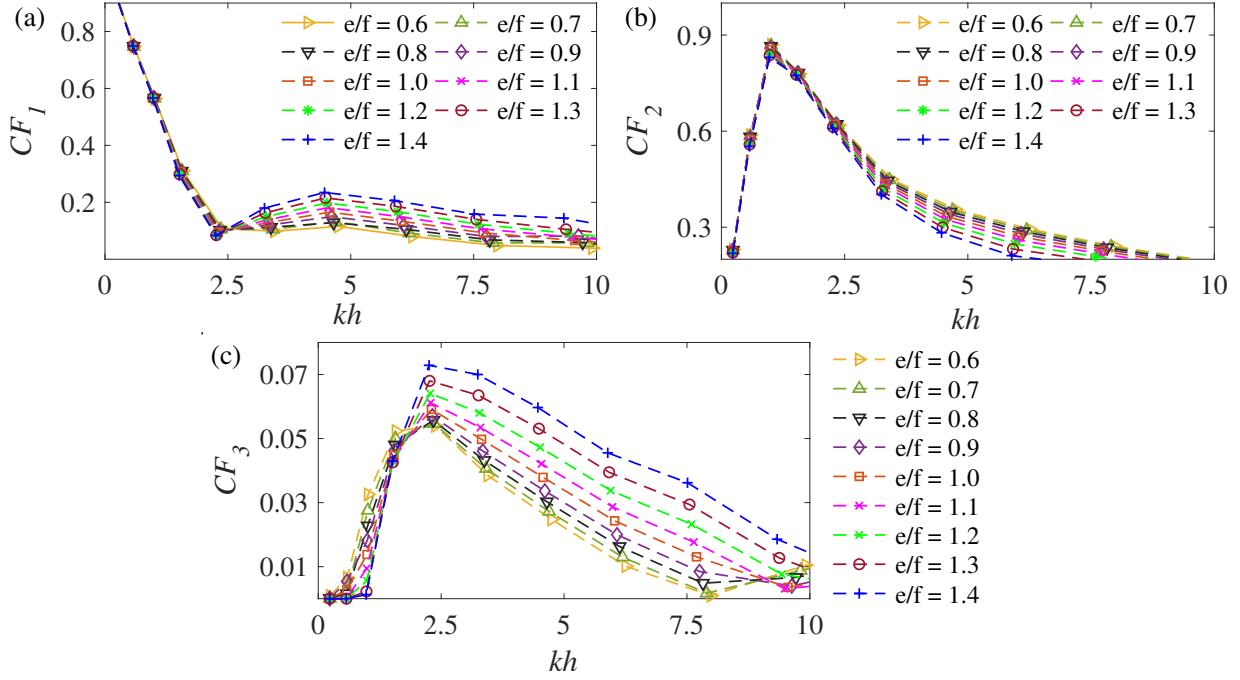 (a)
CF1
0.8
0.6
0.4
0.2
0
2.5
5
7.5
10
kh
e/f = 0.6
e/f = 0.7
e/f = 0.8
e/f = 0.9
e/f = 1.0
e/f = 1.1
e/f = 1.2
e/f = 1.3
e/f = 1.4
(b)
CF2
0.9
0.6
0.3
0
2.5
5
7.5
10
kh
e/f = 0.6
e/f = 0.7
e/f = 0.8
e/f = 0.9
e/f = 1.0
e/f = 1.1
e/f = 1.2
e/f = 1.3
e/f = 1.4
(c)
CF3
0.07
0.05
0.03
0.01
0
2.5
5
7.5
10
kh
e/f = 0.6
e/f = 0.7
e/f = 0.8
e/f = 0.9
e/f = 1.0
e/f = 1.1
e/f = 1.2
e/f = 1.3
e/f = 1.4